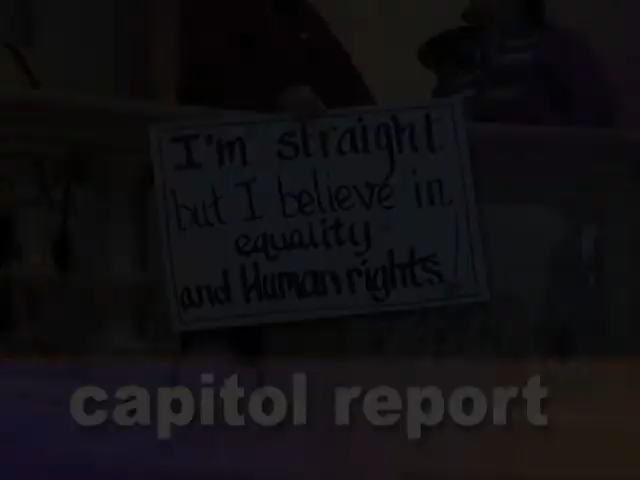 I'm straight
but I believe in
equality
and Human rights
capitol report